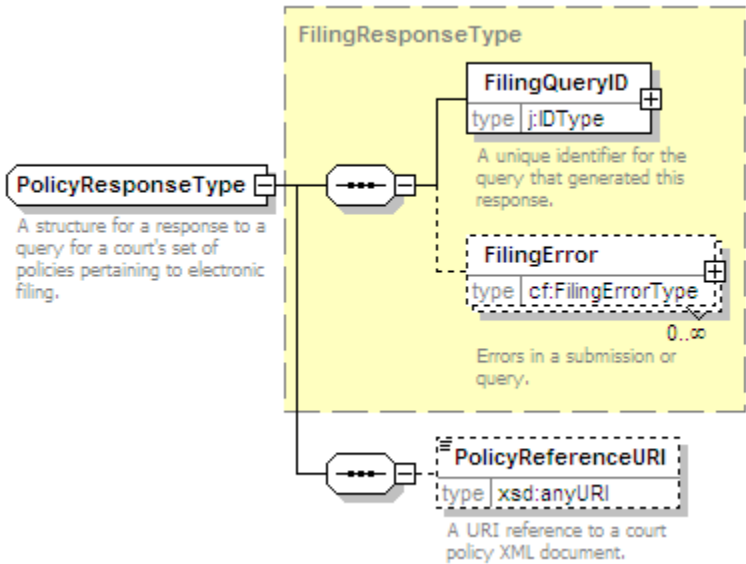 FilingResponseType
FilingQueryID
type j:IDType
A unique identifier for the
query that generated this
response.
PolicyResponseType
A structure for a response to a
query for a court's set of
policies pertaining to electronic
filing.
FilingError
type cf:FilingErrorType
0..∞
Errors in a submission or
query.
PolicyReferenceURI
type xsd:anyURI
A URI reference to a court
policy XML document.